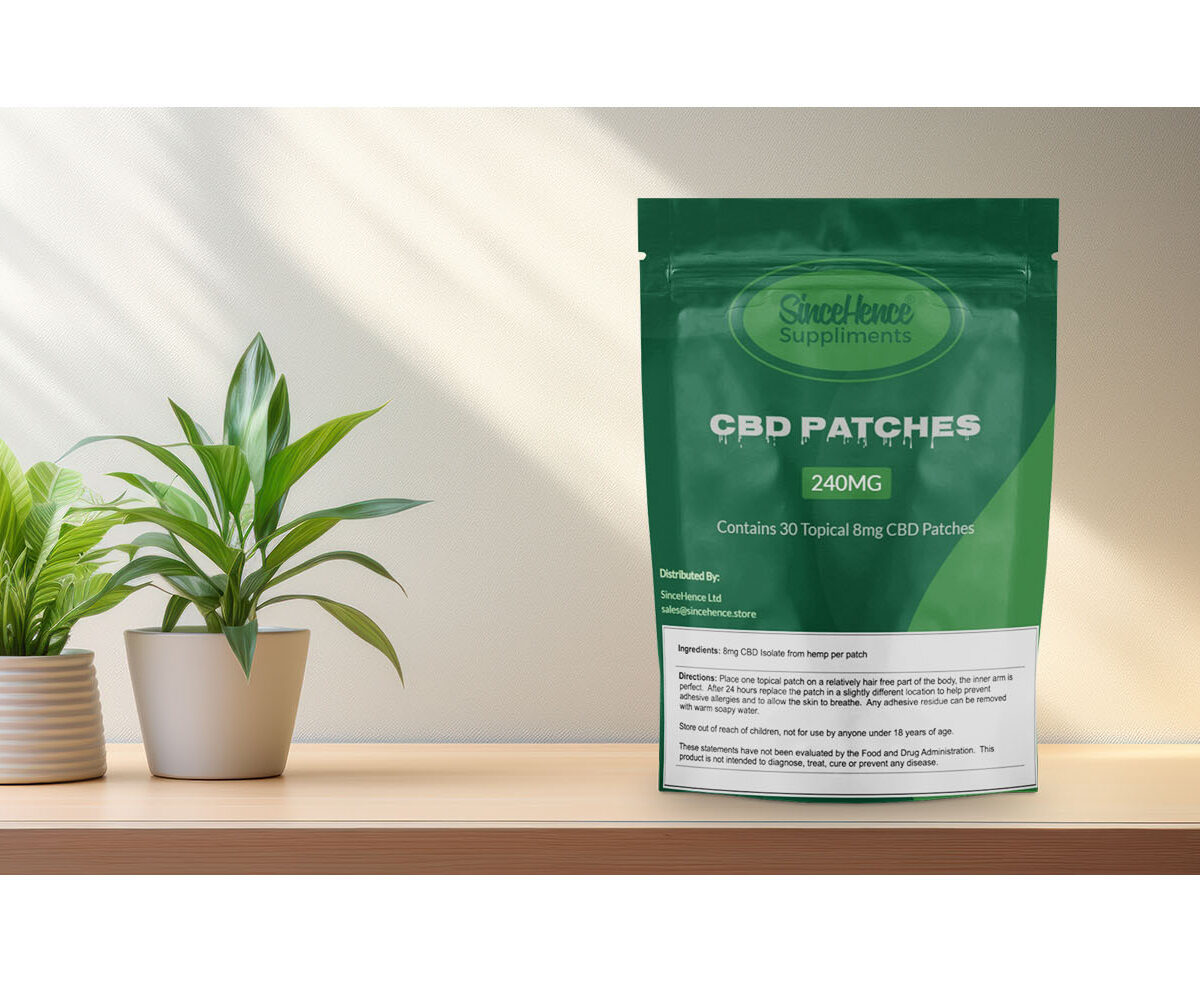 SinceHence®
Suppliments
CBD PATCHES
240MG
Contains 30 Topical 8mg CBD Patches
Distributed By:
SinceHence Ltd
sales@sincehence.store
Ingredients: 8mg CBD Isolate from hemp per patch
Directions: Place one topical patch on a relatively hair free part of the body, the inner arm is
perfect. After 24 hours replace the patch in a slightly different location to help prevent
adhesive allergies and to allow the skin to breathe. Any adhesive residue can be removed
with warm soapy water.
Store out of reach of children, not for use by anyone under 18 years of age.
These statements have not been evaluated by the Food and Drug Administration. This
product is not intended to diagnose, treat, cure or prevent any disease.